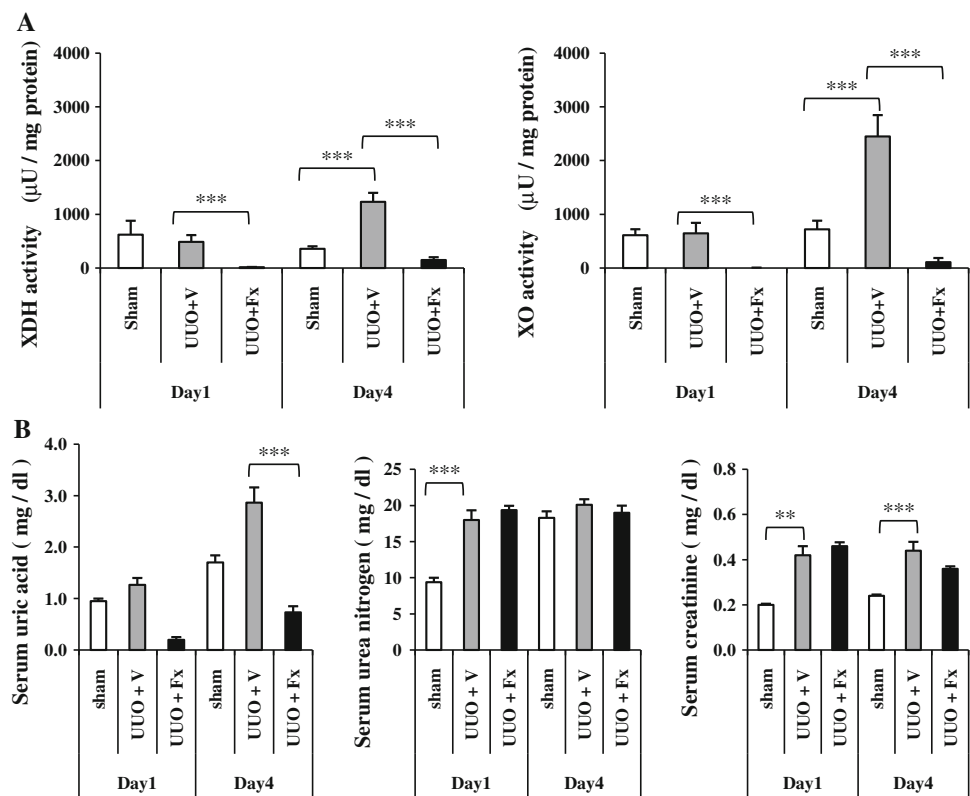 A
XDH activity (μU / mg protein)
4000
3000
2000
1000
0
***
***
***
Sham
UUO+V
UUO+Fx
Sham
UUO+V
UUO+Fx
Day1
Day4
XO activity (μU / mg protein)
4000
3000
2000
1000
0
***
***
***
Sham
UUO+V
UUO+Fx
Sham
UUO+V
UUO+Fx
Day1
Day4
B
Serum uric acid ( mg / dl )
4.0
3.0
2.0
1.0
0.0
***
sham
UUO + V
UUO + Fx
sham
UUO + V
UUO + Fx
Day1
Day4
Serum urea nitrogen ( mg / dl )
25
20
15
10
5
0
***
sham
UUO + V
UUO + Fx
sham
UUO + V
UUO + Fx
Day1
Day4
Serum creatinine ( mg / dl )
0.8
0.6
0.4
0.2
0.0
**
***
sham
UUO + V
UUO + Fx
sham
UUO + V
UUO + Fx
Day1
Day4